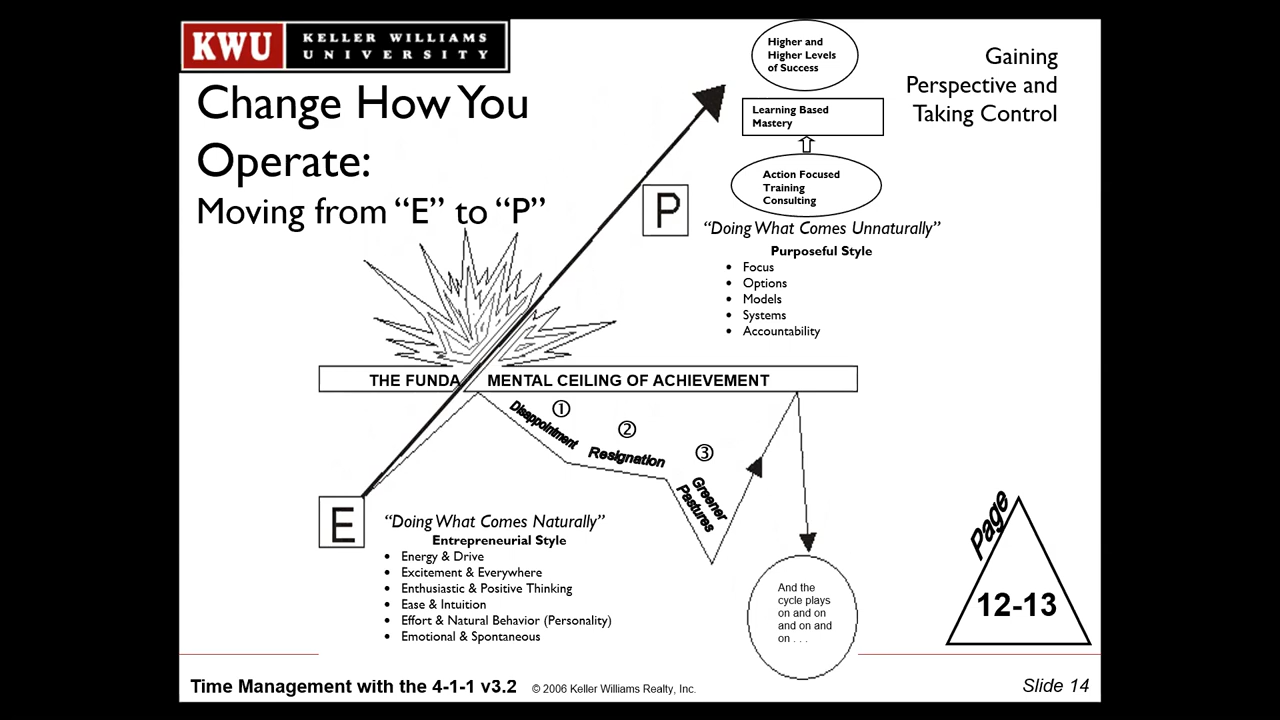 KWU KELLER WILLIAMS
UNIVERSITY
Change How You
Operate:
Moving from “E” to “P”
Gaining
Perspective and
Taking Control
Higher and
Higher Levels
of Success
Learning Based
Mastery
Action Focused
Training
Consulting
P
“Doing What Comes Unnaturally”
Purposeful Style
• Focus
• Options
• Models
• Systems
• Accountability
THE FUNDA MENTAL CEILING OF ACHIEVEMENT
①
Disappointment
②
Resignation
③
Greener
Pastures
E
“Doing What Comes Naturally”
Entrepreneurial Style
• Energy & Drive
• Excitement & Everywhere
• Enthusiastic & Positive Thinking
• Ease & Intuition
• Effort & Natural Behavior (Personality)
• Emotional & Spontaneous
And the
cycle plays
on and on
and on and
on . . .
Page
12-13
Time Management with the 4-1-1 v3.2 © 2006 Keller Williams Realty, Inc.
Slide 14